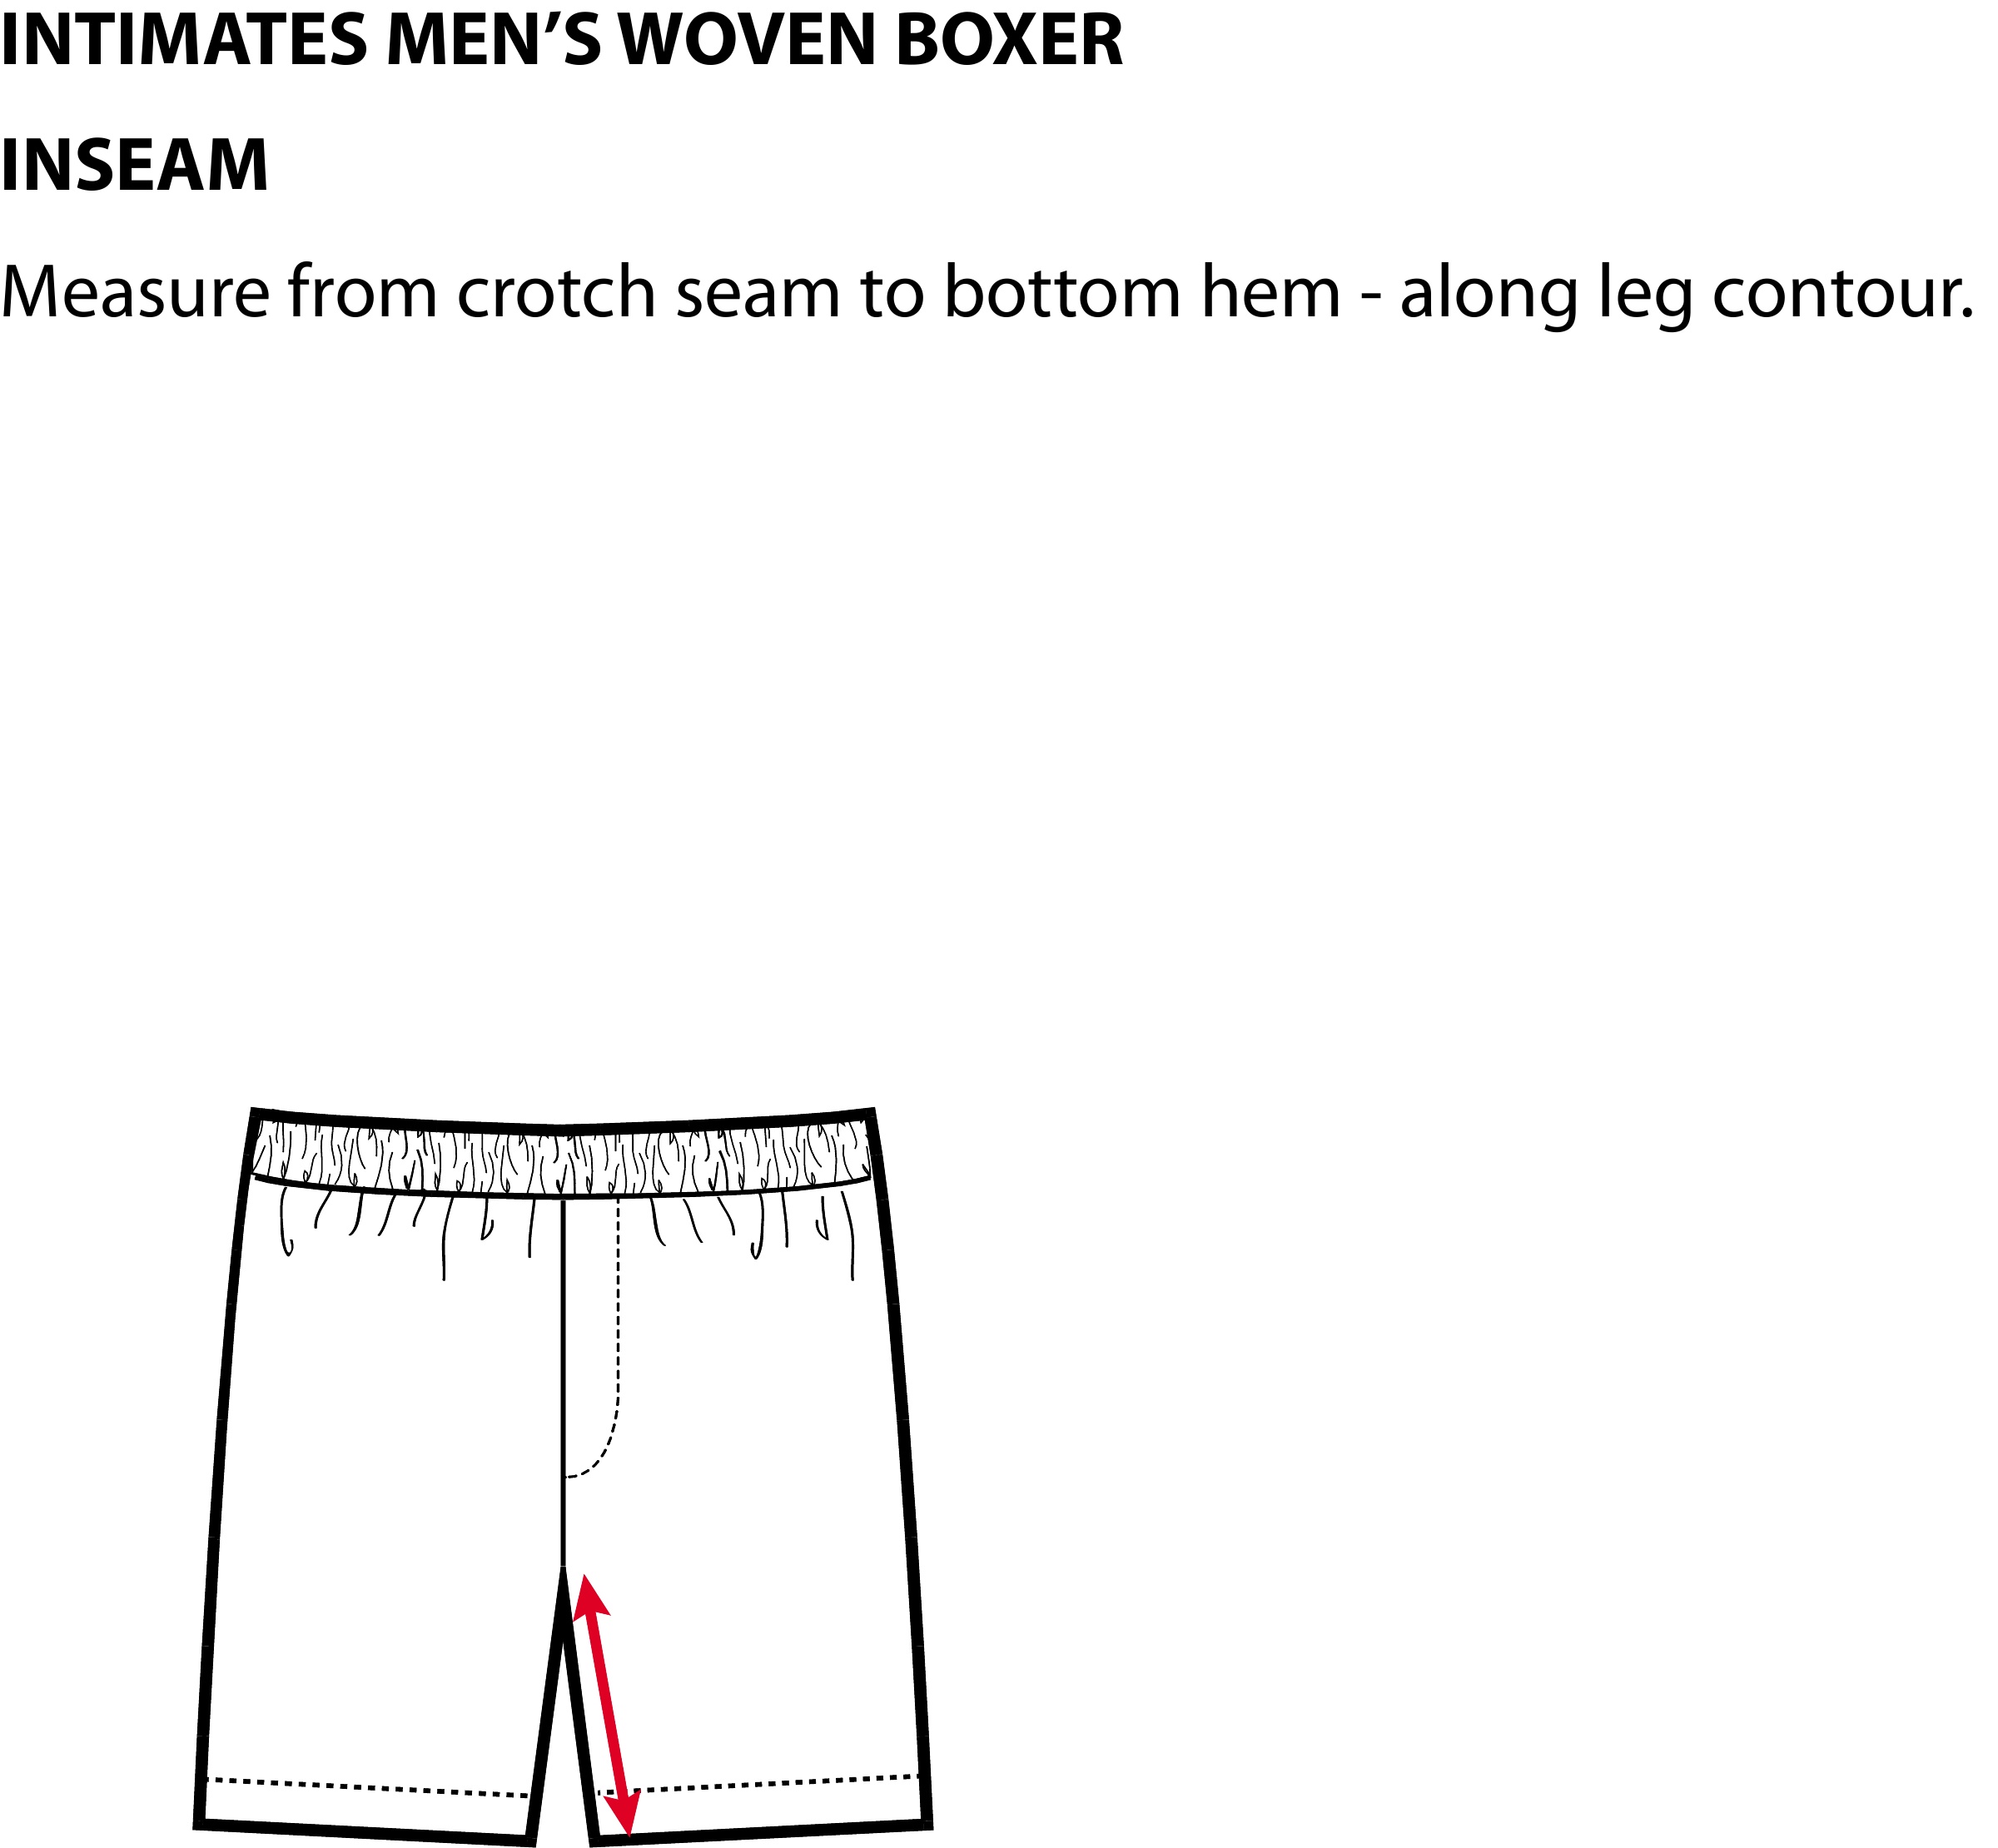 INTIMATES MEN‘S WOVEN BOXER
INSEAM
Measure from crotch seam to bottom hem - along leg contour.